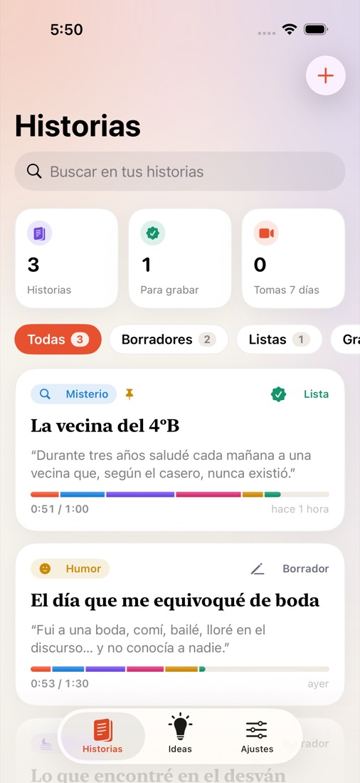 5:50
Historias
Buscar en tus historias
3
Historias
1
Para grabar
0
Tomas 7 días
Todas 3
Borradores 2
Listas 1
Gra
Misterio
Lista
La vecina del 4ºB
“Durante tres años saludé cada mañana a una
vecina que, según el casero, nunca existió.”
0:51 / 1:00
hace 1 hora
Humor
Borrador
El día que me equivoqué de boda
“Fui a una boda, comí, bailé, lloré en el
discurso... y no conocía a nadie.”
0:53 / 1:30
ayer
rrador
Lo que encontré en el desván
Historias
Ideas
Ajustes